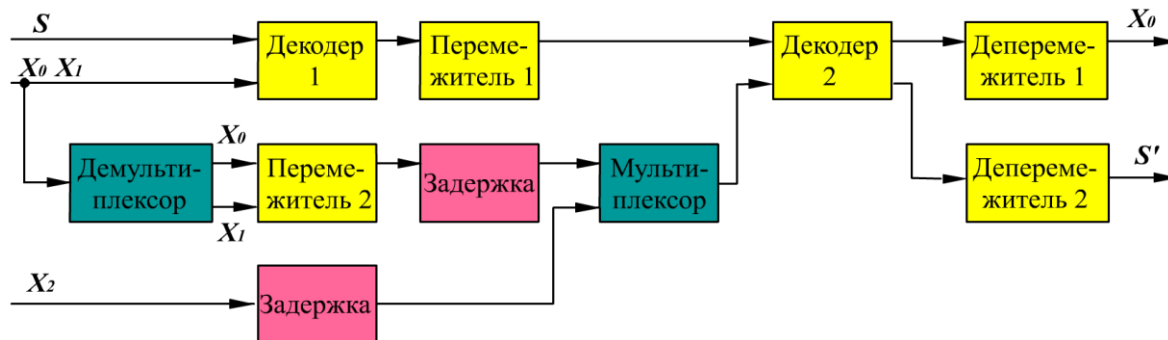 S
X₀
X₀ X₁
Декодер
1
Переме-
житель 1
Декодер
2
Депереме-
житель 1
X₀
Демульти-
плексор
X₁
Переме-
житель 2
Задержка
Мульти-
плексор
Депереме-
житель 2
S'
X₂
Задержка